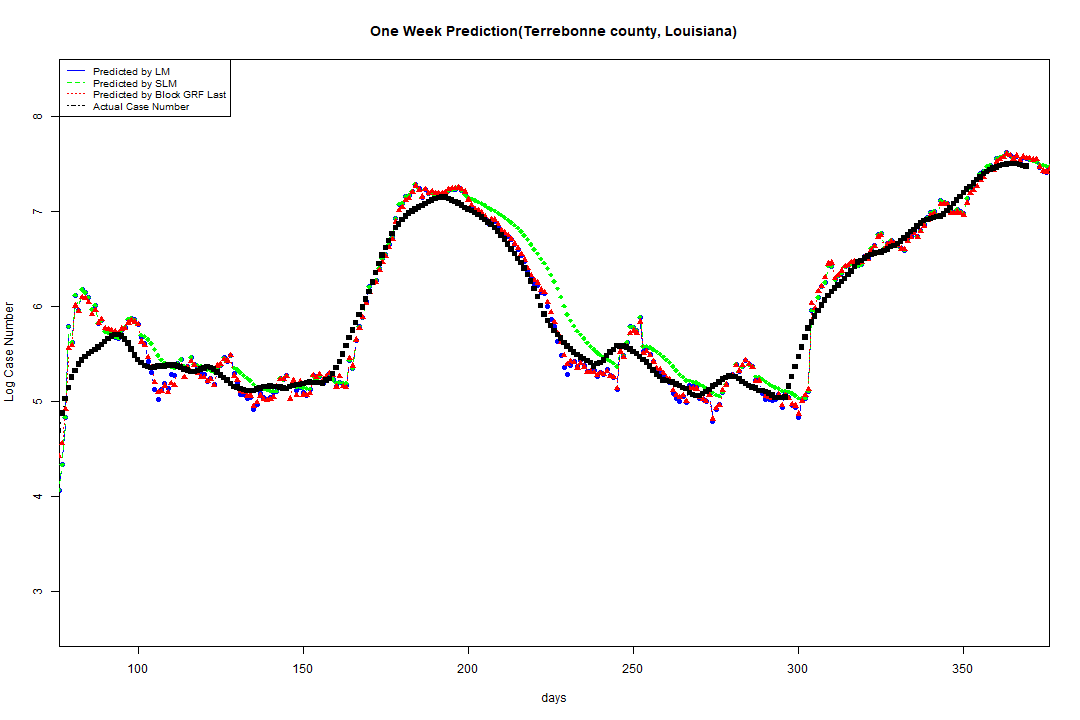 One Week Prediction(Terrebonne county, Louisiana)
Predicted by LM
Predicted by SLM
Predicted by Block GRF Last
Actual Case Number
8
7
6
5
4
3
Log Case Number
100 150 200 250 300 350
days